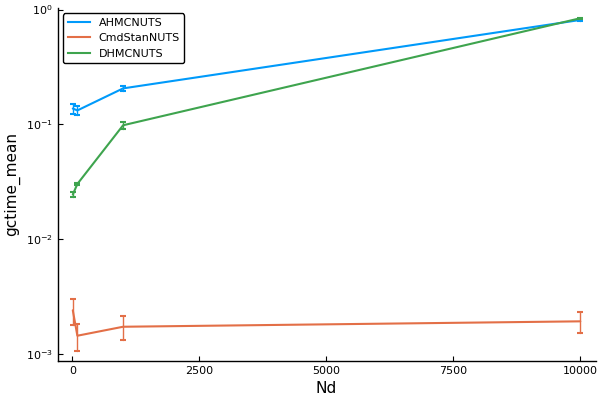 10⁰
AHMCNUTS
CmdStanNUTS
DHMCNUTS
10⁻¹
gctime_mean
10⁻²
10⁻³
0 2500 5000 7500 10000
Nd